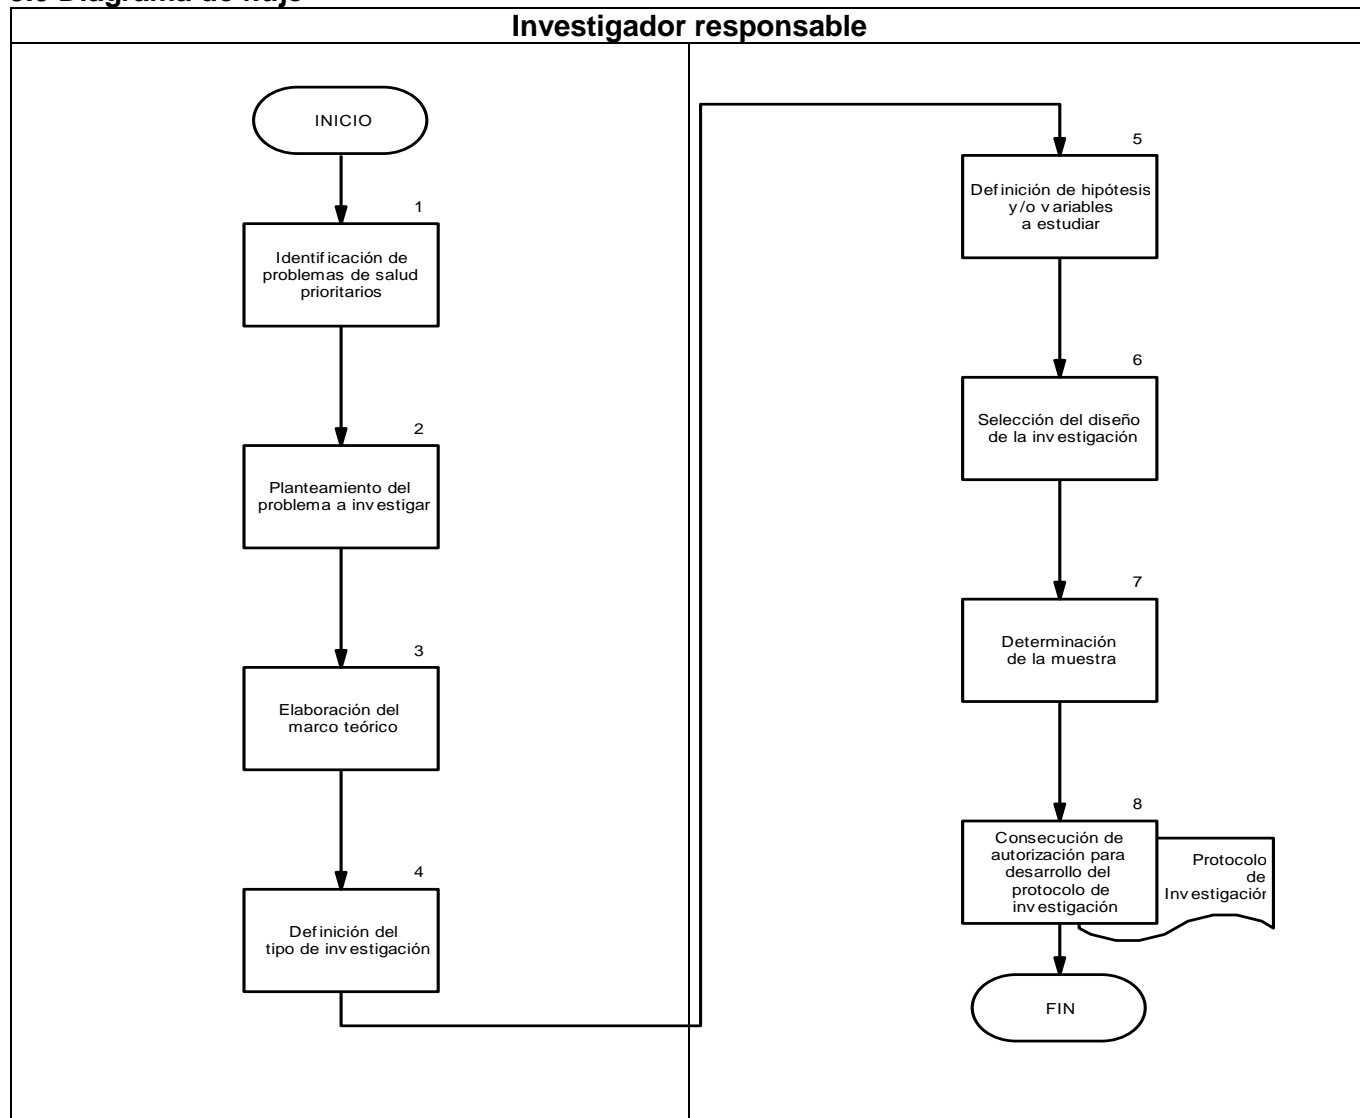 Investigador responsable
INICIO
1
Identificación de
problemas de salud
prioritarios
2
Planteamiento del
problema a investigar
3
Elaboración del
marco teórico
4
Definición del
tipo de investigación
5
Definición de hipótesis
y/o variables
a estudiar
6
Selección del diseño
de la investigación
7
Determinación
de la muestra
8
Consecución de
autorización para
desarrollo del
protocolo de
investigación
Protocolo
de
Investigación
FIN